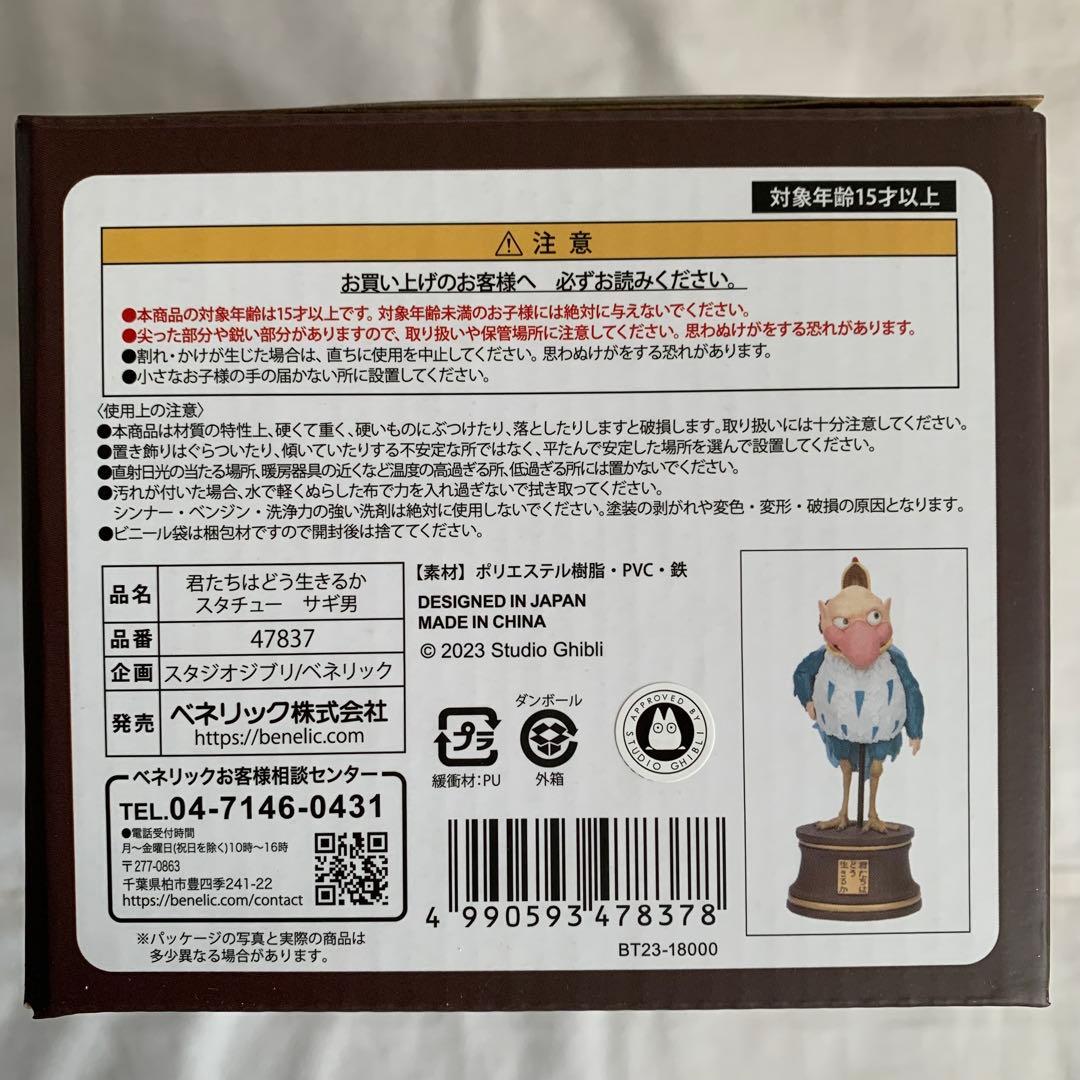 対象年齢15才以上
⚠ 注 意
お買い上げのお客様へ 必ずお読みください。
●本商品の対象年齢は15才以上です。対象年齢未満のお子様には絶対に与えないでください。
●尖った部分や鋭い部分がありますので、取り扱いや保管場所に注意してください。思わぬけがをする恐れがあります。
●割れ・かけが生じた場合は、直ちに使用を中止してください。思わぬけがをする恐れがあります。
●小さなお子様の手の届かない所に設置してください。
〈使用上の注意〉
●本商品は材質の特性上、硬くて重く、硬いものにぶつけたり、落としたりしますと破損します。取り扱いには十分注意してください。
●置き飾りはぐらついたり、傾いていたりする不安定な所ではなく、平たんで安定した場所を選んで設置してください。
●直射日光の当たる場所、暖房器具の近くなど温度の高過ぎる所、低過ぎる所には置かないでください。
●汚れが付いた場合、水で軽くぬらした布で力を入れ過ぎないで拭き取ってください。
シンナー・ベンジン・洗浄力の強い洗剤は絶対に使用しないでください。塗装の剥がれや変色・変形・破損の原因となります。
●ビニール袋は梱包材ですので開封後は捨ててください。
品名 君たちはどう生きるか
スタチュー サギ男
品番 47837
企画 スタジオジブリ/ベネリック
発売 ベネリック株式会社
https://benelic.com
【素材】ポリエステル樹脂・PVC・鉄
DESIGNED IN JAPAN
MADE IN CHINA
© 2023 Studio Ghibli
プラ
緩衝材:PU
ダンボール
外箱
APPROVED BY
STUDIO GHIBLI
ベネリックお客様相談センター
TEL.04-7146-0431
●電話受付時間
月～金曜日(祝日を除く)10時～16時
〒277-0863
千葉県柏市豊四季241-22
https://benelic.com/contact
※パッケージの写真と実際の商品は
多少異なる場合があります。
4 990593 478378
BT23-18000
君たちは
どう
生きるか